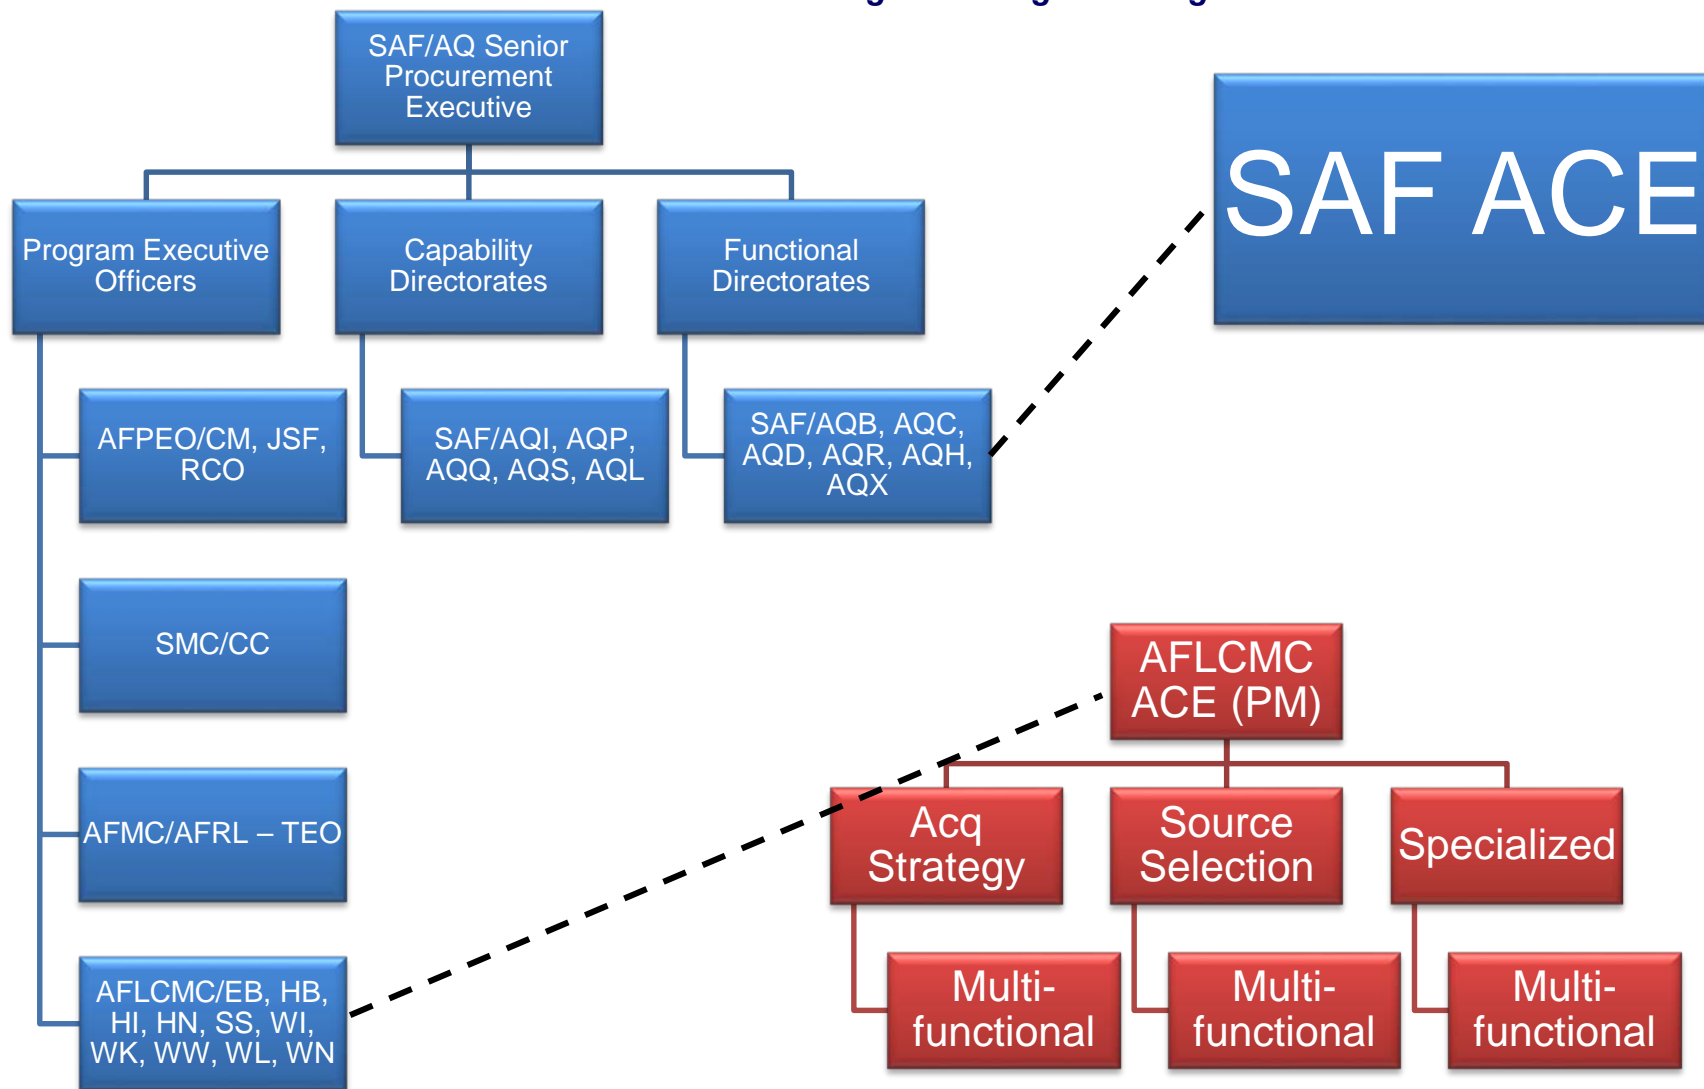 SAF/AQ Senior
Procurement
Executive
SAF ACE
Program Executive
Officers
Capability
Directorates
Functional
Directorates
AFPEO/CM, JSF,
RCO
SAF/AQI, AQP,
AQQ, AQS, AQL
SAF/AQB, AQC,
AQD, AQR, AQH,
AQX
SMC/CC
AFMC/AFRL – TEO
AFLCMC/EB, HB,
HI, HN, SS, WI,
WK, WW, WL, WN
AFLCMC
ACE (PM)
Acq
Strategy
Source
Selection
Specialized
Multi-
functional
Multi-
functional
Multi-
functional